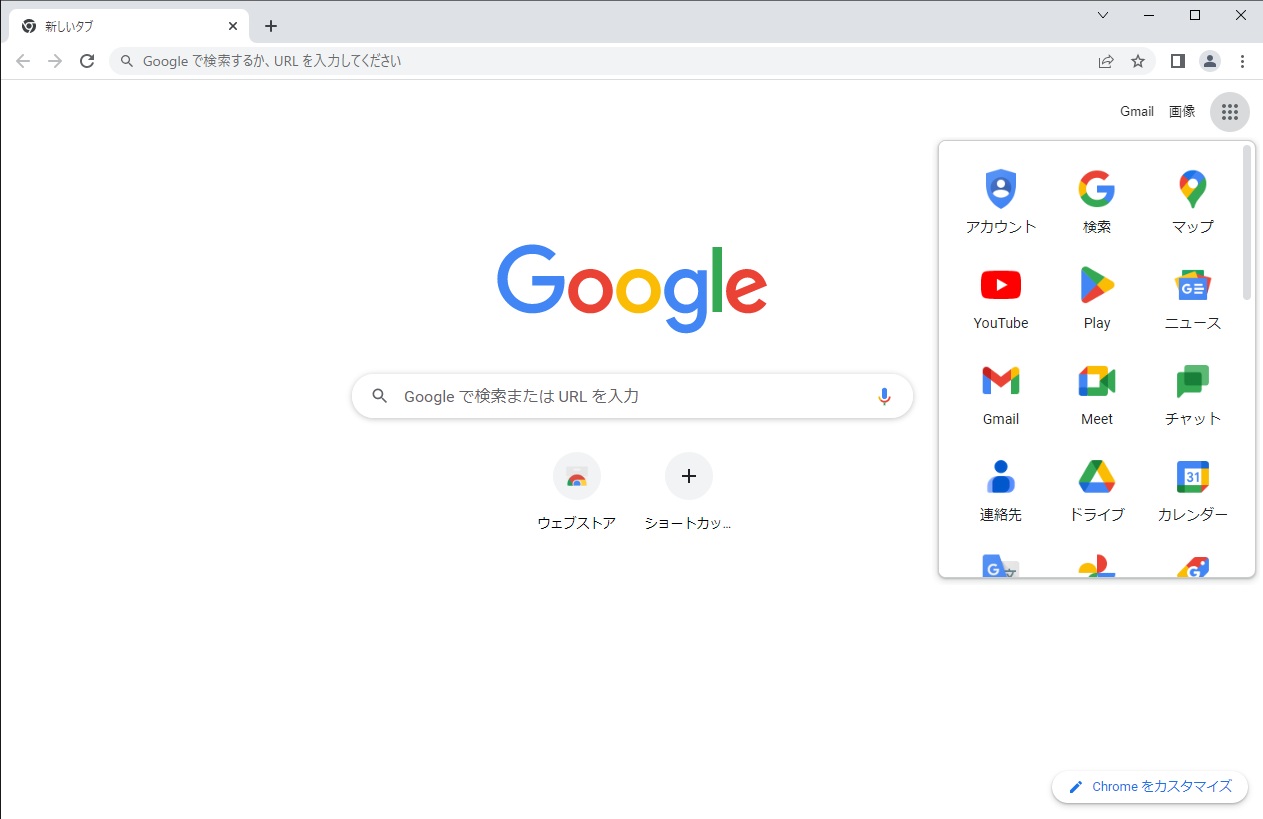 新しいタブ
Google で検索するか、URL を入力してください
Gmail 画像
アカウント 検索 マップ
YouTube Play ニュース
Gmail Meet チャット
31
連絡先 ドライブ カレンダー
Google
Google で検索または URL を入力
ウェブストア ショートカッ...
Chrome をカスタマイズ